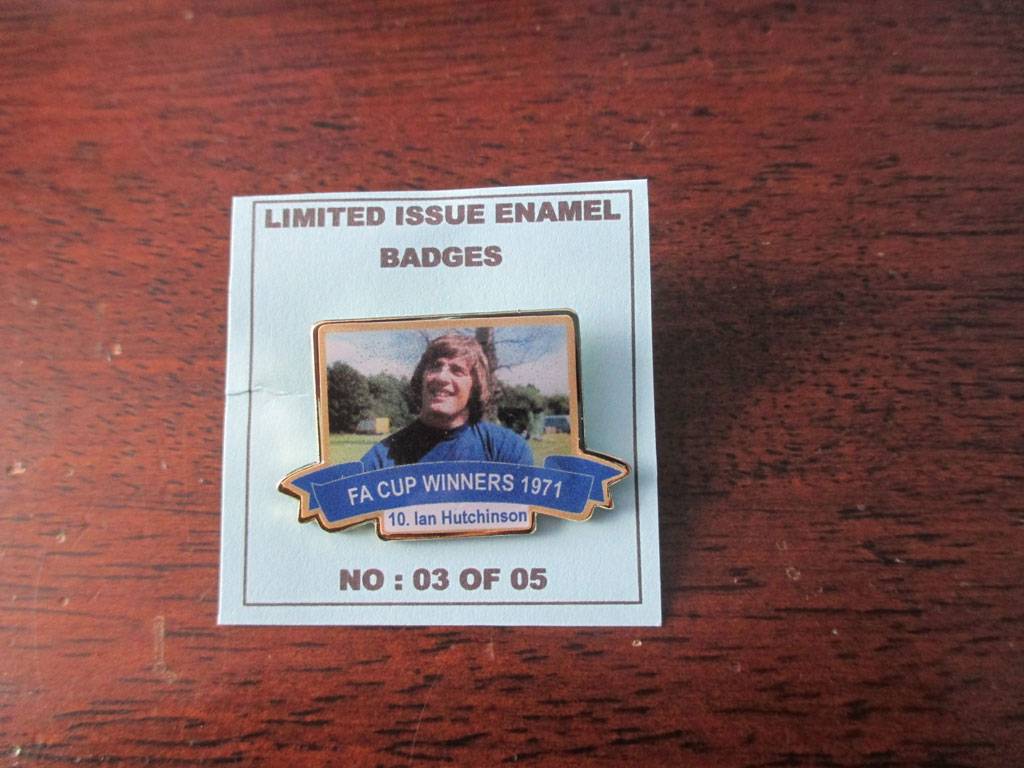 LIMITED ISSUE ENAMEL
BADGES
FA CUP WINNERS 1971
10. Ian Hutchinson
NO : 03 OF 05